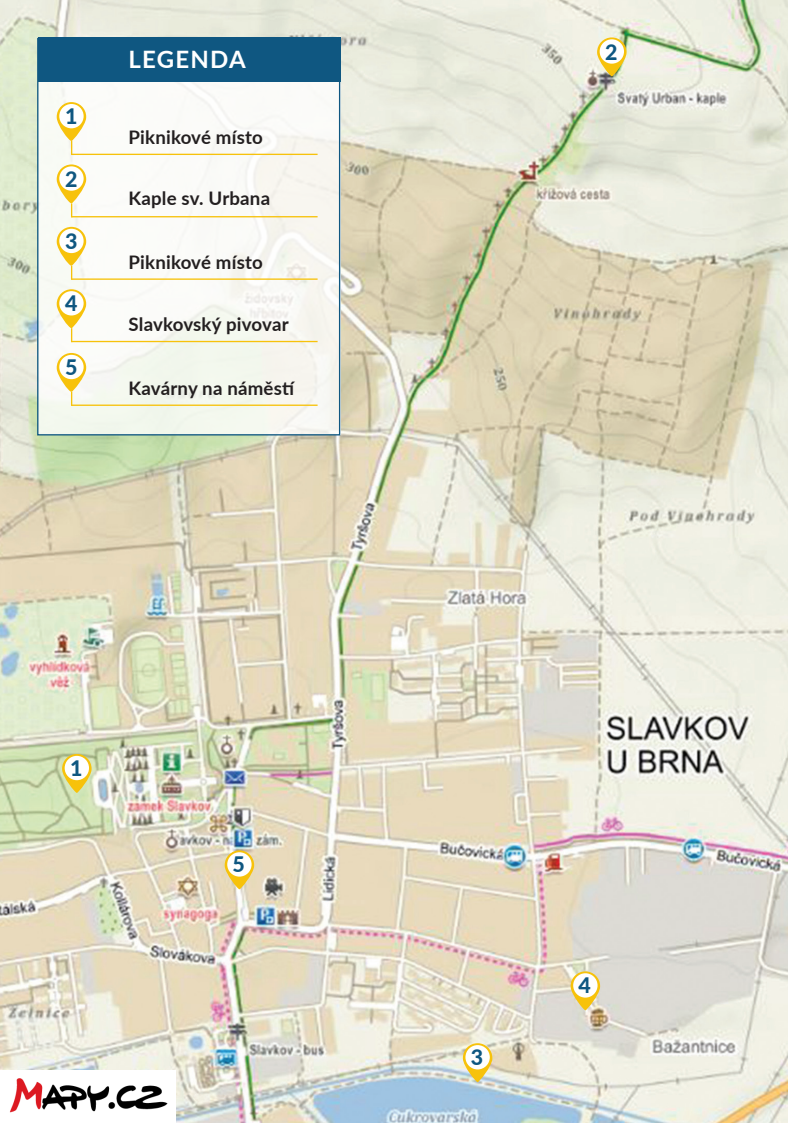 LEGENDA
1
Piknikové místo
2
Kaple sv. Urbana
3
Piknikové místo
4
Slavkovský pivovar
5
Kavárny na náměstí
350
2
Svatý Urban - kaple
300
křížová cesta
300
židovský
hřbitov
Vinohrady
250
Pod Vinohrady
Tyršova
Zlatá Hora
vyhlídková
věž
Tyršova
SLAVKOV
U BRNA
1
zámek Slavkov
zám.
Bučovická
Bučovická
5
Lidická
Kollárova
synagoga
Slovákova
4
Zelnice
Slavkov - bus
3
Bažantnice
Cukrovarská
MAPY.CZ